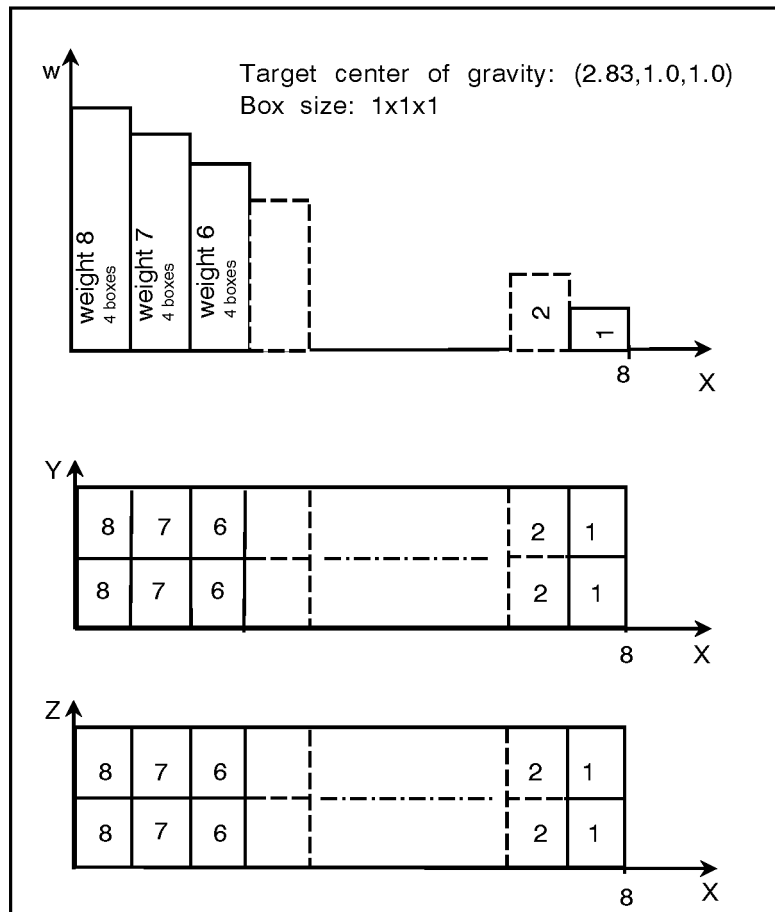 w
Target center of gravity: (2.83,1.0,1.0)
Box size: 1x1x1
weight 8
4 boxes
weight 7
4 boxes
weight 6
4 boxes
2
1
8
X
Y
8 7 6 2 1
8 7 6 2 1
8
X
Z
8 7 6 2 1
8 7 6 2 1
8
X